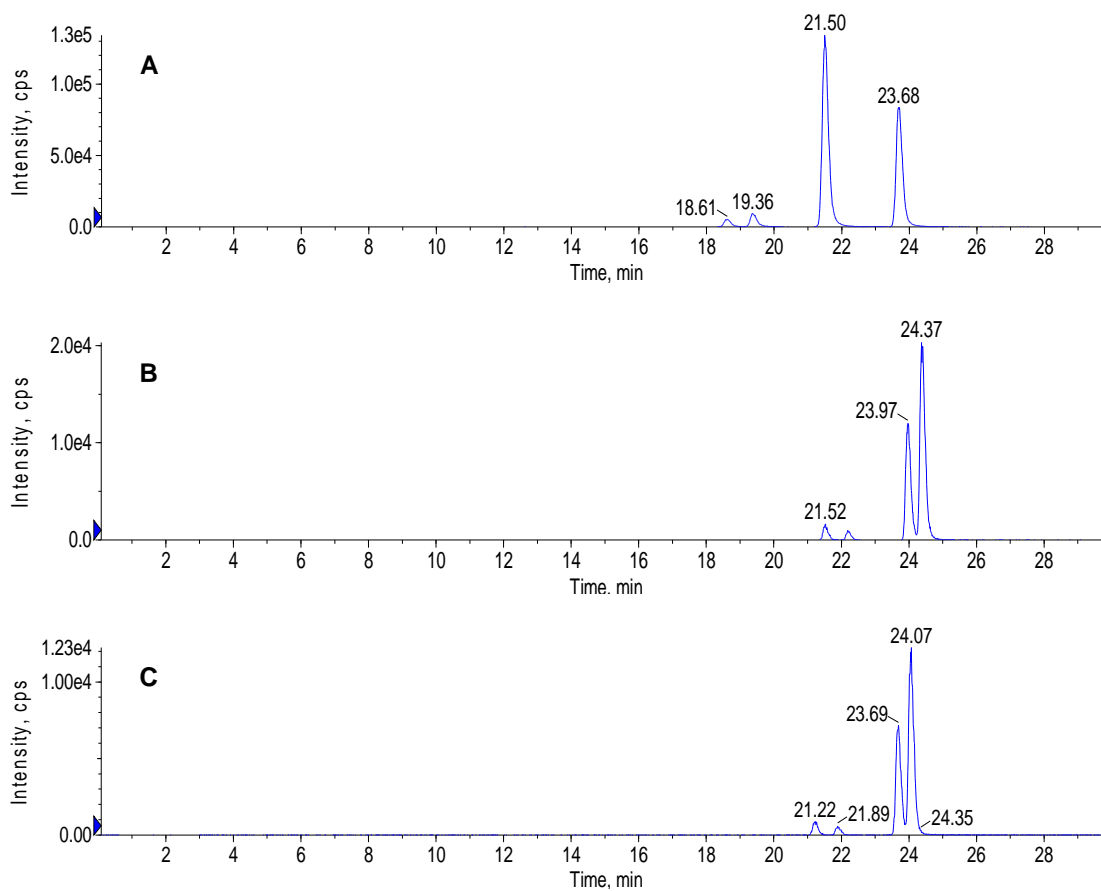 21.50
1.3e5
A
1.0e5
23.68
5.0e4
18.61
19.36
0.0
2 4 6 8 10 12 14 16 18 20 22 24 26 28
Time, min
Intensity, cps
24.37
2.0e4
B
23.97
1.0e4
21.52
0.0
2 4 6 8 10 12 14 16 18 20 22 24 26 28
Time, min
Intensity, cps
24.07
1.23e4
C
1.00e4
23.69
21.22
21.89
24.35
0.00
2 4 6 8 10 12 14 16 18 20 22 24 26 28
Time, min
Intensity, cps